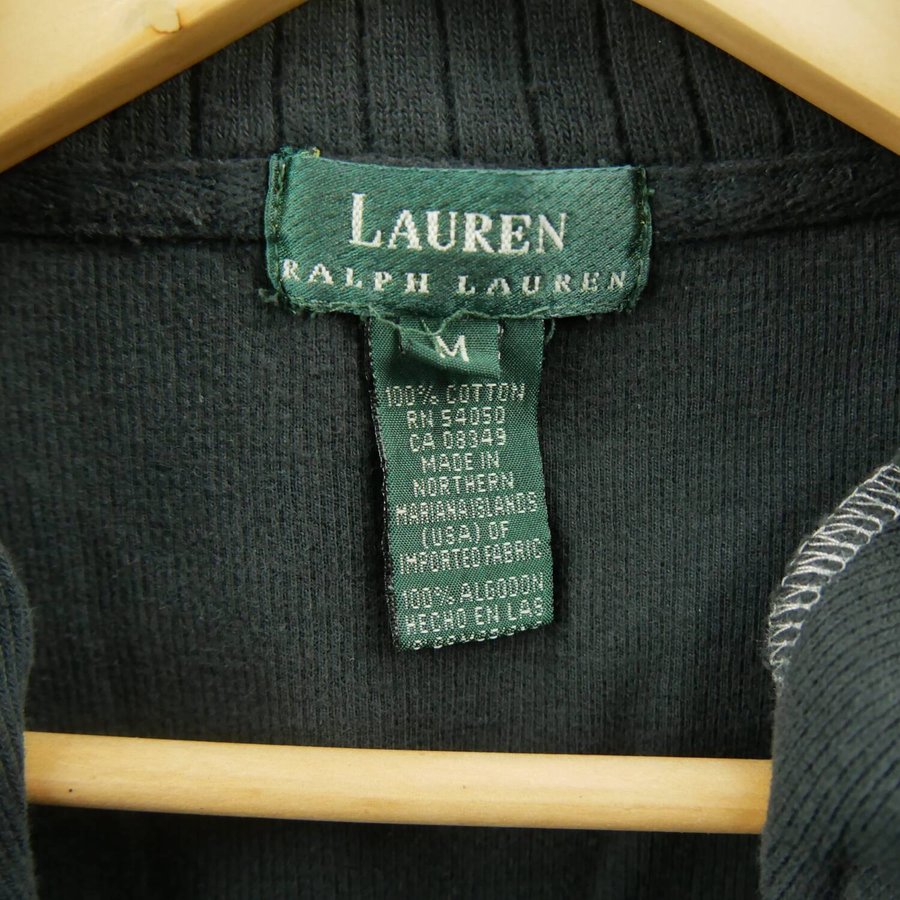 LAUREN
RALPH LAUREN
M
100% COTTON
RN 54050
CA 08349
MADE IN
NORTHERN
MARIANA ISLANDS
(USA) OF
IMPORTED FABRIC
100% ALGODON
HECHO EN LAS